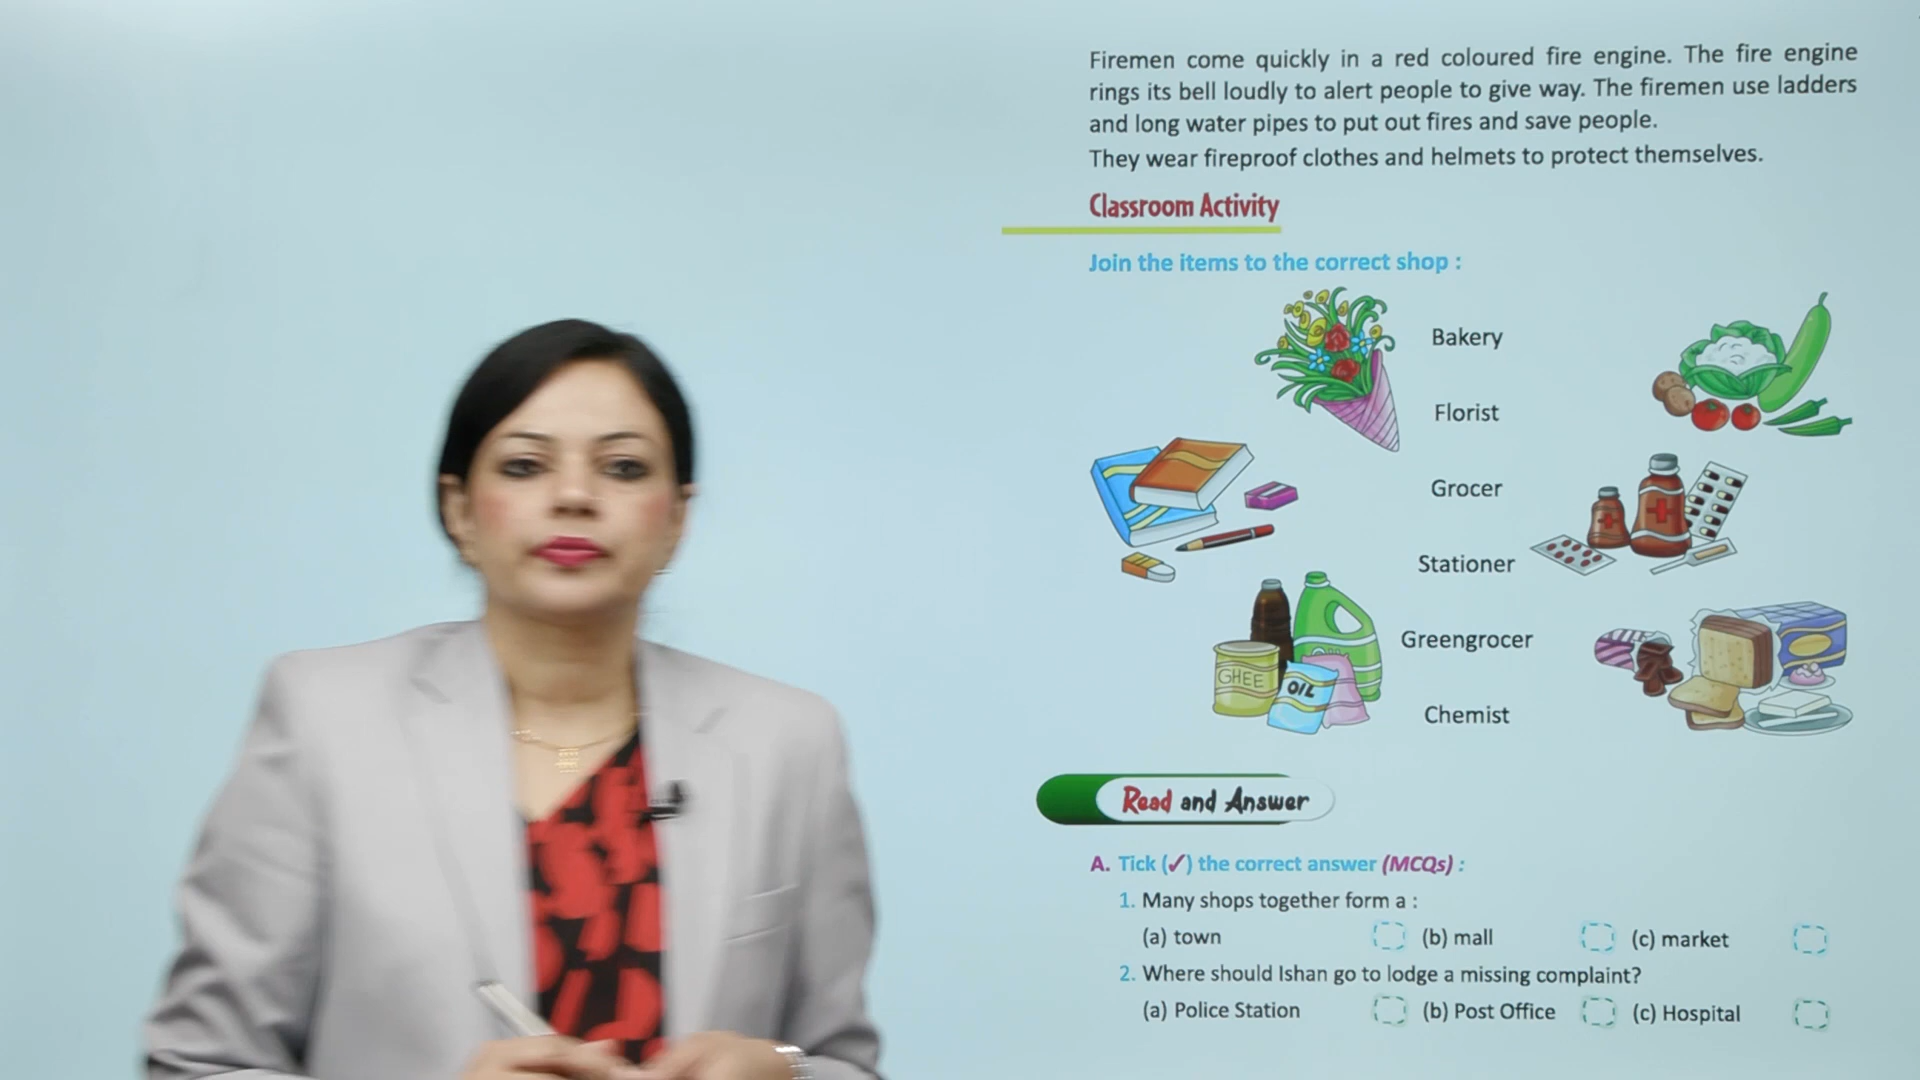 Firemen come quickly in a red coloured fire engine. The fire engine
rings its bell loudly to alert people to give way. The firemen use ladders
and long water pipes to put out fires and save people.
They wear fireproof clothes and helmets to protect themselves.
Classroom Activity
Join the items to the correct shop :
Bakery
Florist
Grocer
Stationer
Greengrocer
GHEE
OIL
Chemist
Read and Answer
A. Tick (✓) the correct answer (MCQs) :
1. Many shops together form a :
(a) town (b) mall (c) market
2. Where should Ishan go to lodge a missing complaint?
(a) Police Station (b) Post Office (c) Hospital